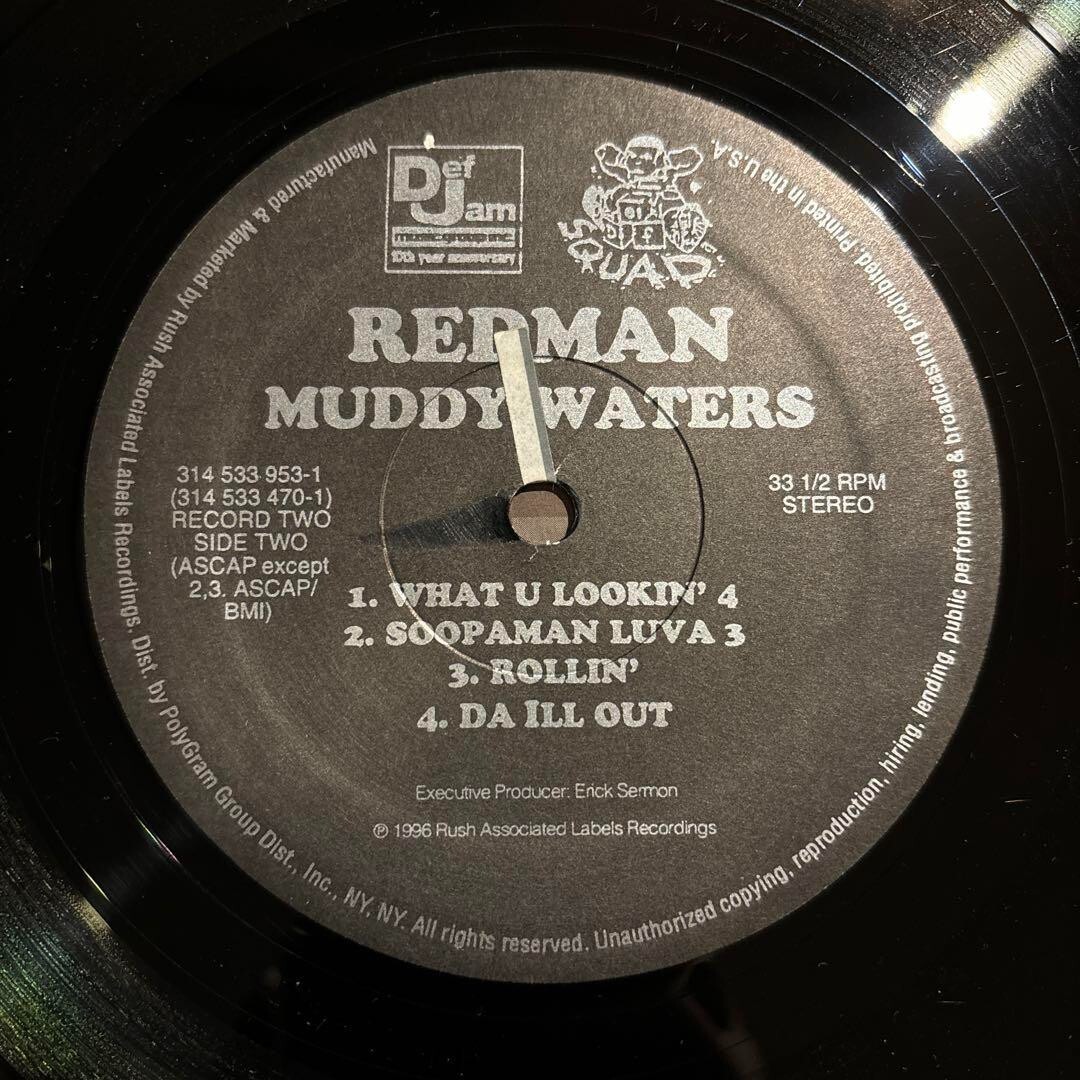 Def Jam
music group inc.
10th year anniversary
SQUAD
REDMAN
MUDDY WATERS
314 533 953-1
(314 533 470-1)
RECORD TWO
SIDE TWO
(ASCAP except
2,3. ASCAP/
BMI)
33 1/2 RPM
STEREO
1. WHAT U LOOKIN' 4
2. SOOPAMAN LUVA 3
3. ROLLIN'
4. DA ILL OUT
Executive Producer: Erick Sermon
℗ 1996 Rush Associated Labels Recordings
Manufactured & Marketed by Rush Associated Labels Recordings. Dist. by PolyGram Group Dist., Inc., NY, NY. All rights reserved. Unauthorized copying, reproduction, hiring, lending, public performance & broadcasting prohibited. Printed in the U.S.A.